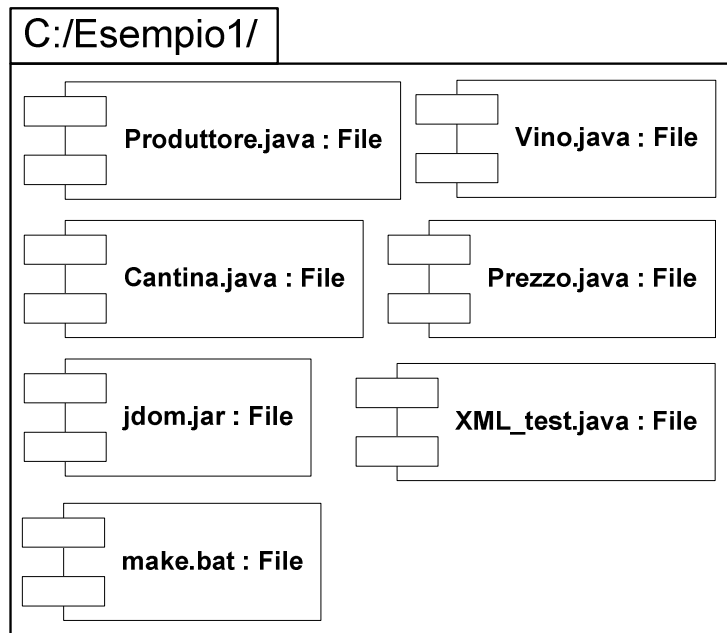 C:/Esempio1/
Produttore.java : File
Vino.java : File
Cantina.java : File
Prezzo.java : File
jdom.jar : File
XML_test.java : File
make.bat : File